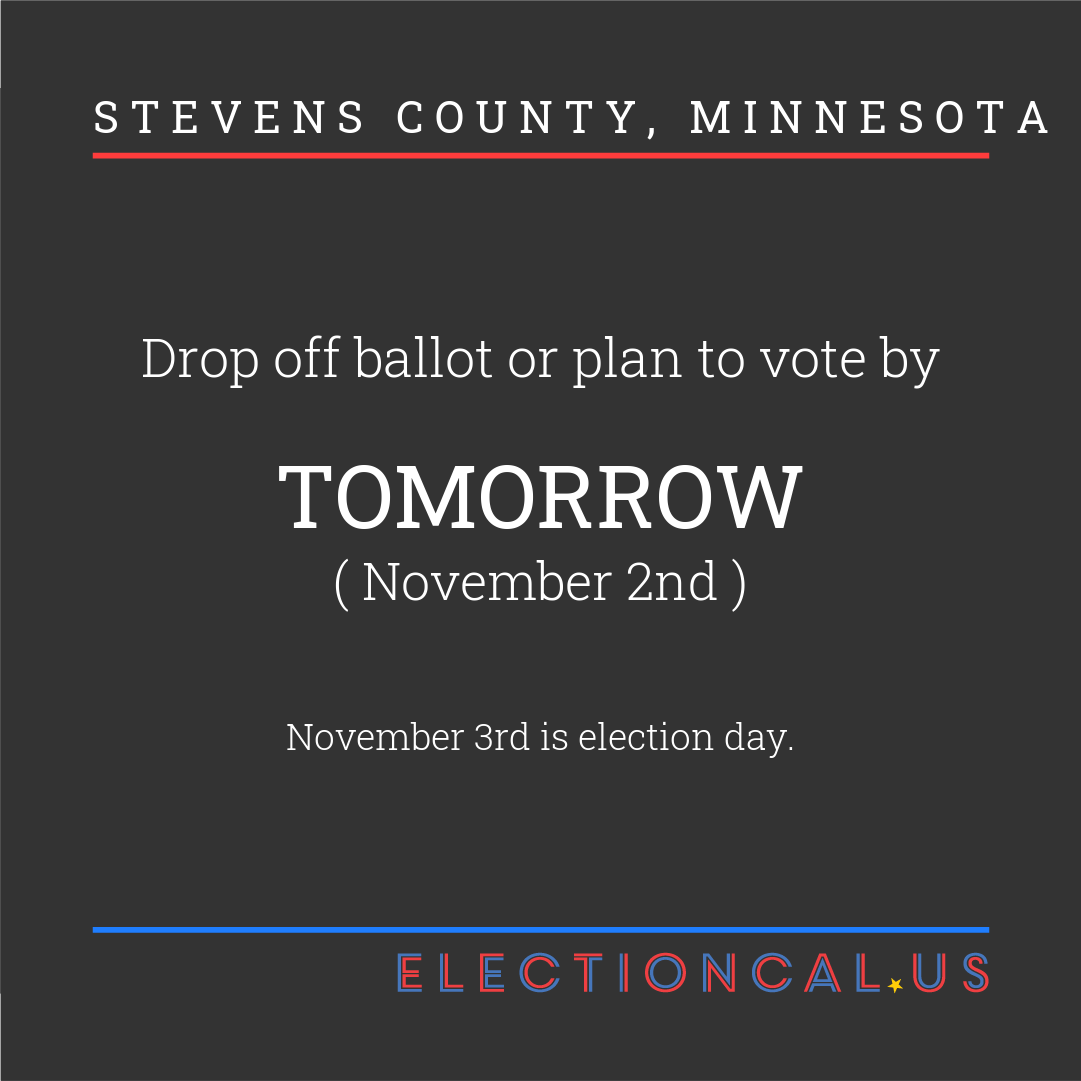 STEVENS COUNTY, MINNESOTA
Drop off ballot or plan to vote by
TOMORROW
( November 2nd )
November 3rd is election day.
ELECTIONCAL.US